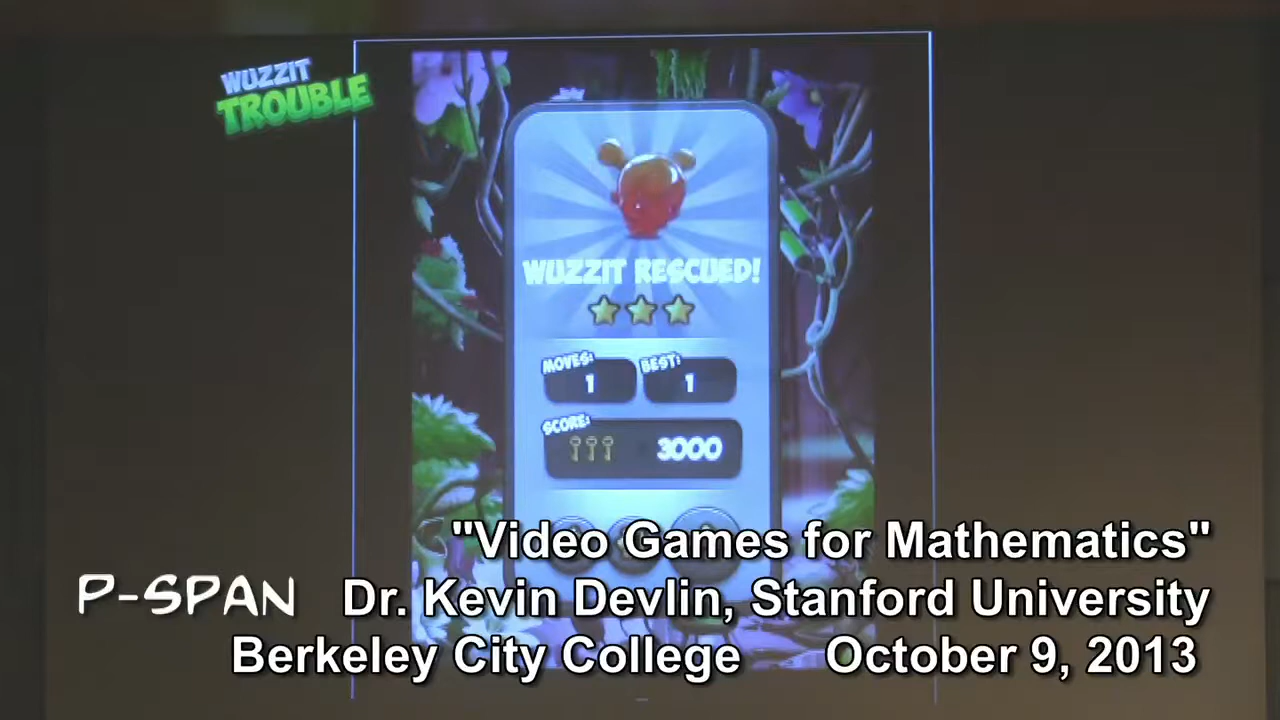 WUZZIT
TROUBLE
WUZZIT RESCUED!
MOVES:
1
BEST:
1
SCORE:
3000
"Video Games for Mathematics"
P-SPAN
Dr. Kevin Devlin, Stanford University
Berkeley City College
October 9, 2013